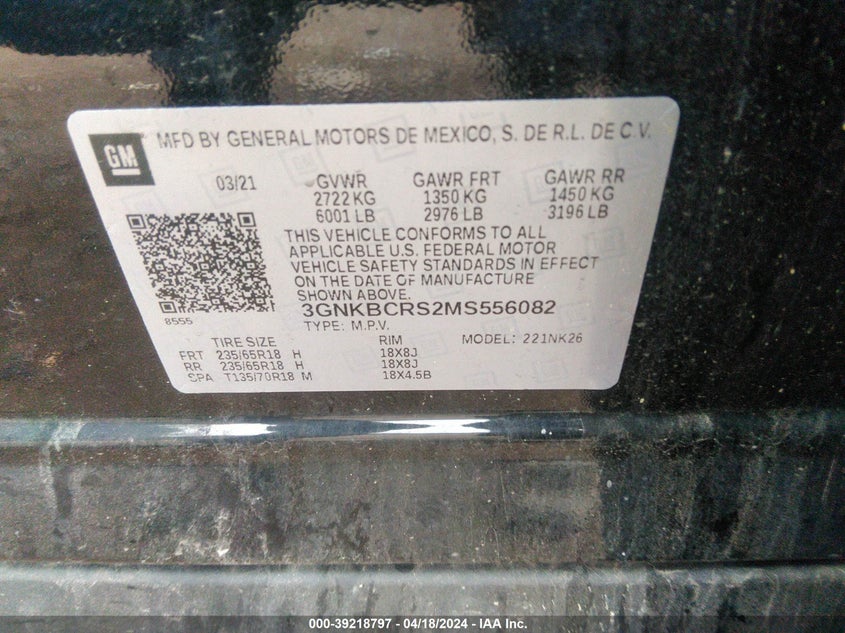 GM
MFD BY GENERAL MOTORS DE MEXICO, S. DE R.L. DE C.V.
03/21 GVWR GAWR FRT GAWR RR
2722 KG 1350 KG 1450 KG
6001 LB 2976 LB 3196 LB
THIS VEHICLE CONFORMS TO ALL
APPLICABLE U.S. FEDERAL MOTOR
VEHICLE SAFETY STANDARDS IN EFFECT
ON THE DATE OF MANUFACTURE
SHOWN ABOVE.
8555 3GNKBCRS2MS556082
TYPE: M.P.V.
TIRE SIZE RIM MODEL: 221NK26
FRT 235/65R18 H 18X8J
RR 235/65R18 H 18X8J
SPA T135/70R18 M 18X4.5B
000-39218797 - 04/18/2024 - IAA Inc.